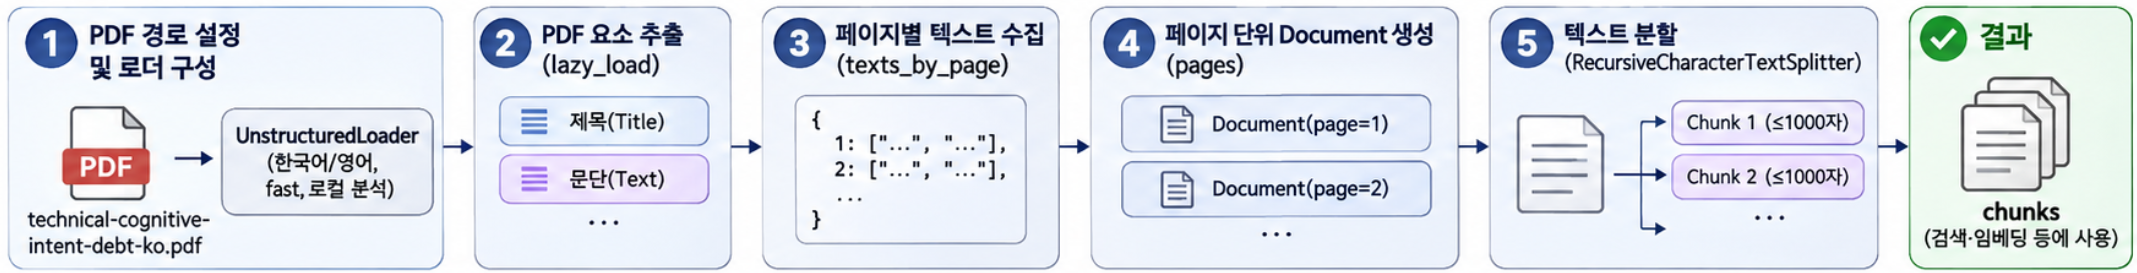 1 PDF 경로 설정
및 로더 구성
PDF
technical-cognitive-
intent-debt-ko.pdf
UnstructuredLoader
(한국어/영어,
fast, 로컬 분석)
2 PDF 요소 추출
(lazy_load)
제목(Title)
문단(Text)
...
3 페이지별 텍스트 수집
(texts_by_page)
{
1: ["...", "..."],
2: ["...", "..."],
...
}
4 페이지 단위 Document 생성
(pages)
Document(page=1)
Document(page=2)
...
5 텍스트 분할
(RecursiveCharacterTextSplitter)
Chunk 1 (≤1000자)
Chunk 2 (≤1000자)
...
결과
chunks
(검색·임베딩 등에 사용)